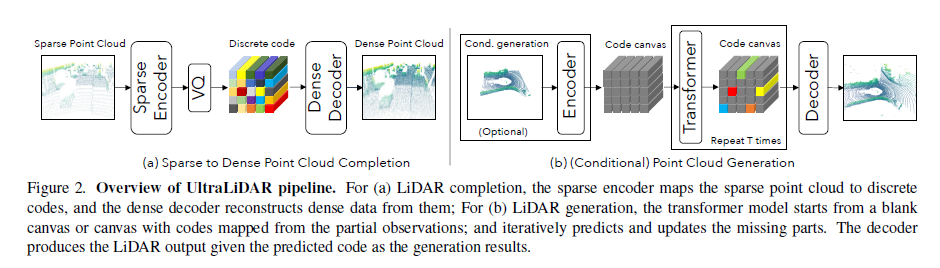 Sparse Point Cloud
Sparse
Encoder
VQ
Discrete code
Dense
Decoder
Dense Point Cloud
(a) Sparse to Dense Point Cloud Completion
Cond. generation
(Optional)
Encoder
Code canvas
Transformer
Code canvas
Repeat T times
Decoder
(b) (Conditional) Point Cloud Generation
Figure 2. Overview of UltraLiDAR pipeline. For (a) LiDAR completion, the sparse encoder maps the sparse point cloud to discrete
codes, and the dense decoder reconstructs dense data from them; For (b) LiDAR generation, the transformer model starts from a blank
canvas or canvas with codes mapped from the partial observations; and iteratively predicts and updates the missing parts. The decoder
produces the LiDAR output given the predicted code as the generation results.